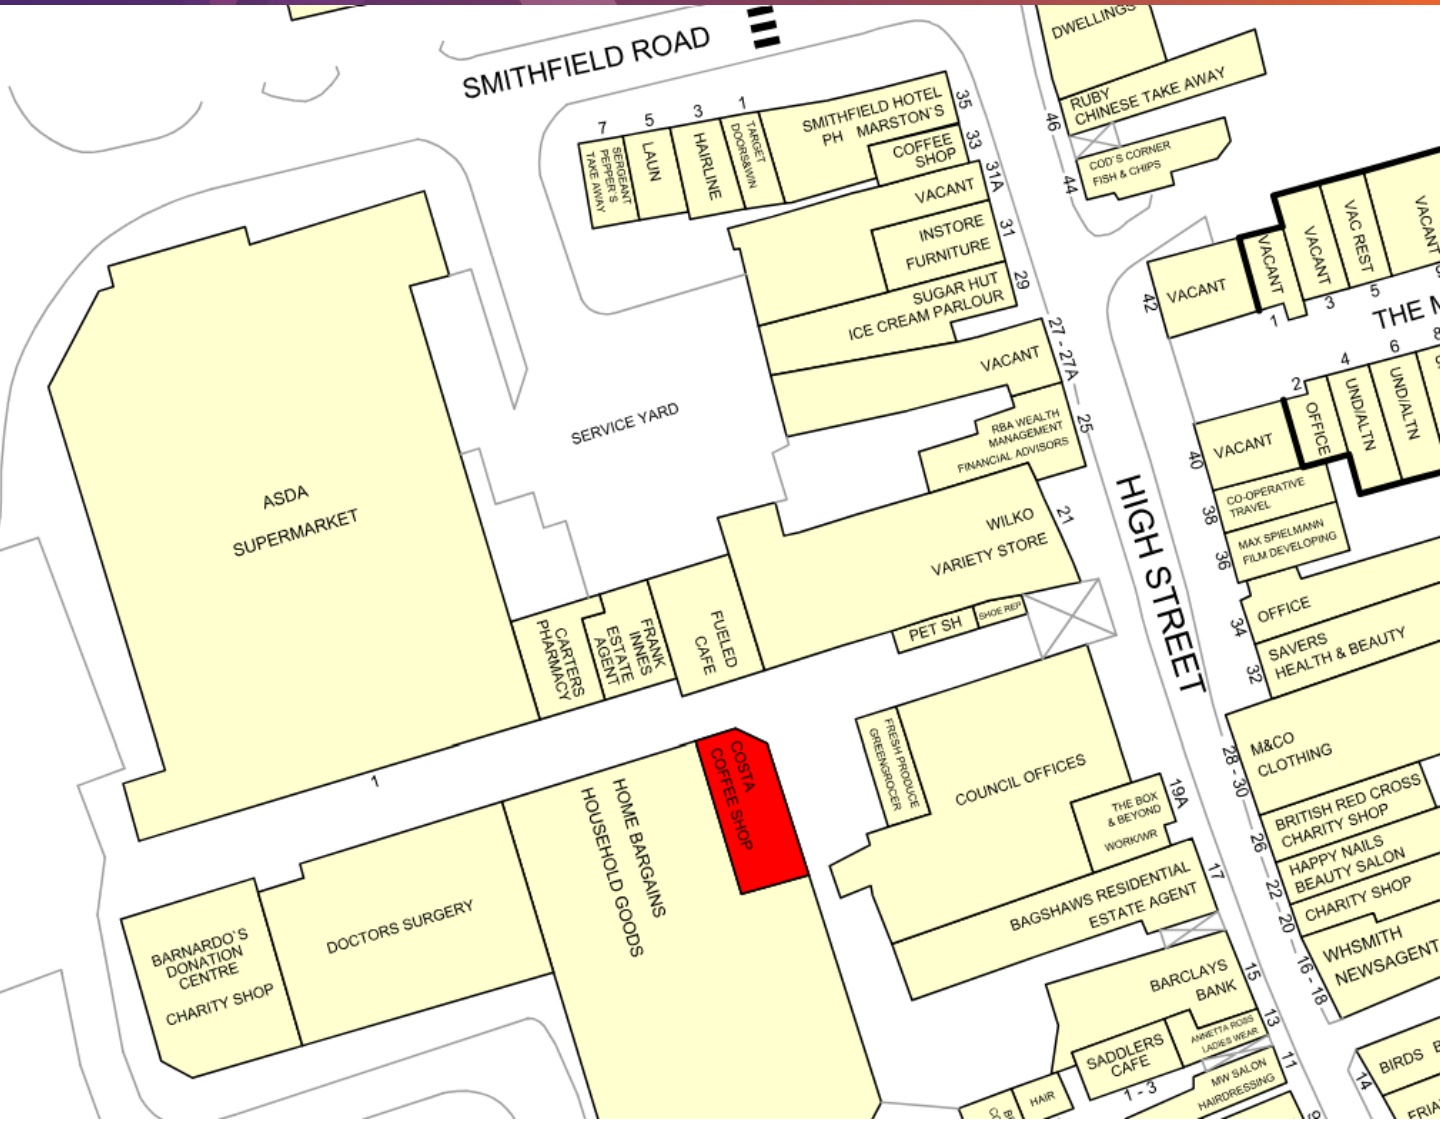 SMITHFIELD ROAD
DWELLINGS
RUBY
CHINESE TAKE AWAY
46
COD`S CORNER
FISH & CHIPS
44
7
5
3
1
SERGEANT
PEPPER`S
TAKE AWAY
LAUN
HAIRLINE
TARGET
DOORS&WIN
SMITHFIELD HOTEL
PH MARSTON`S
35
COFFEE
SHOP
33
31A
VACANT
INSTORE
FURNITURE
31
SUGAR HUT
ICE CREAM PARLOUR
29
VACANT
27 - 27A
RBA WEALTH
MANAGEMENT
FINANCIAL ADVISORS
25
WILKO
VARIETY STORE
21
PET SH
SHOE REP
SERVICE YARD
ASDA
SUPERMARKET
1
CARTERS
PHARMACY
FRANK
INNES
ESTATE
AGENT
FUELED
CAFE
HIGH STREET
42
VACANT
VACANT
1
VACANT
3
VAC REST
5
VACANT
THE M
2
4
6
8
OFFICE
UND/ALTN
UND/ALTN
40
VACANT
38
CO-OPERATIVE
TRAVEL
36
MAX SPIELMANN
FILM DEVELOPING
34
OFFICE
32
SAVERS
HEALTH & BEAUTY
28 - 30
M&CO
CLOTHING
26
BRITISH RED CROSS
CHARITY SHOP
22 - 20
HAPPY NAILS
BEAUTY SALON
CHARITY SHOP
16 - 18
WHSMITH
NEWSAGENT
14
BIRDS B
FRIA
COSTA
COFFEE SHOP
HOME BARGAINS
HOUSEHOLD GOODS
DOCTORS SURGERY
BARNARDO`S
DONATION
CENTRE
CHARITY SHOP
FRESH PRODUCE
GREENGROCER
COUNCIL OFFICES
THE BOX
& BEYOND
WORK/WR
19A
BAGSHAWS RESIDENTIAL
ESTATE AGENT
17
BARCLAYS
BANK
15
ANNETTA ROSS
LADIES WEAR
13
SADDLERS
CAFE
1 - 3
MW SALON
HAIRDRESSING
11
HAIR